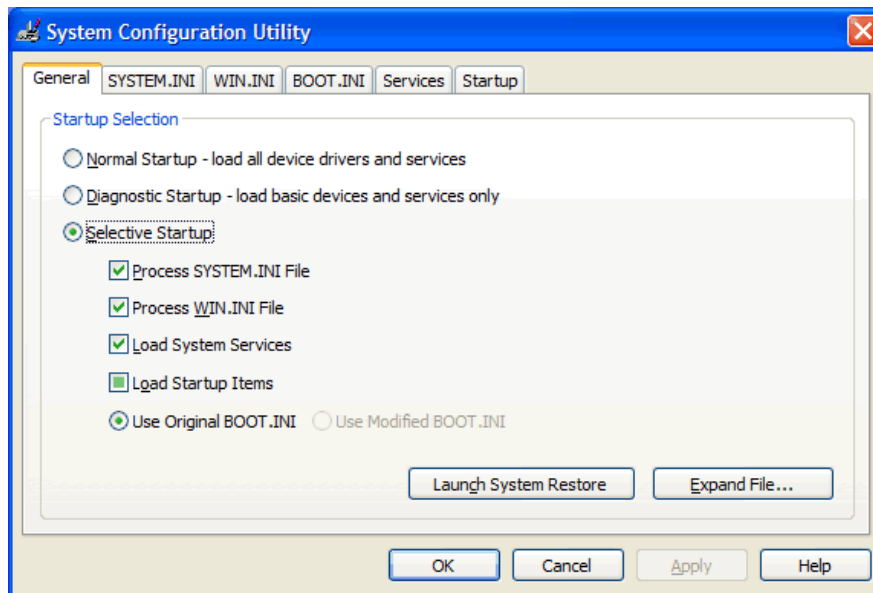 System Configuration Utility
General SYSTEM.INI WIN.INI BOOT.INI Services Startup
Startup Selection
Normal Startup - load all device drivers and services
Diagnostic Startup - load basic devices and services only
Selective Startup
Process SYSTEM.INI File
Process WIN.INI File
Load System Services
Load Startup Items
Use Original BOOT.INI Use Modified BOOT.INI
Launch System Restore Expand File...
OK Cancel Apply Help